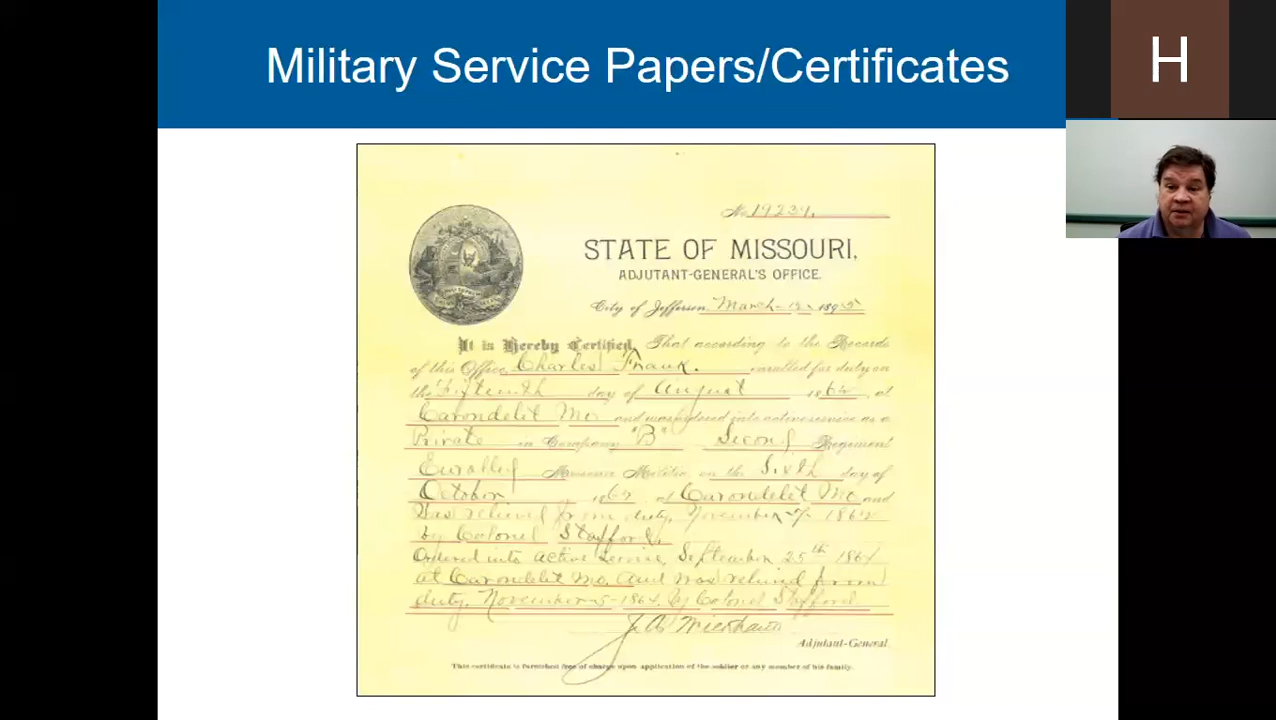 Military Service Papers/Certificates
H
No 19231.
STATE OF MISSOURI,
ADJUTANT-GENERAL'S OFFICE.
City of Jefferson, March 12 1895
It is Hereby Certified, That according to the Records
of this Office, Charles Frank. enrolled for duty on
the Fifteenth day of August 1862, at
Carondelet Mo and was ordered into active service as a
Private in Company "B" Second Regiment
Enrolled Missouri Militia on the Sixth day of
October 1862 at Carondelet Mo and
was relieved from duty, November 1862
by Colonel Stafford.
Ordered into active service, September 25th 1864
at Carondelet Mo. and was relieved from
duty, November 5 1864, by Colonel Stafford.
J. A. Wickham
Adjutant-General.
This certificate is furnished free of charge upon application of the soldier or any member of his family.